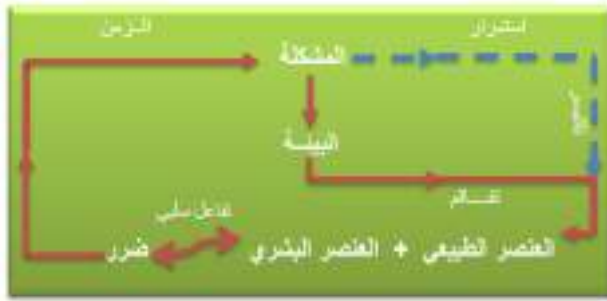 استمرار الزمن
المشكلة
البيئة
تفاقم
تفاعل سلبي
العنصر الطبيعي + العنصر البشري ضرر